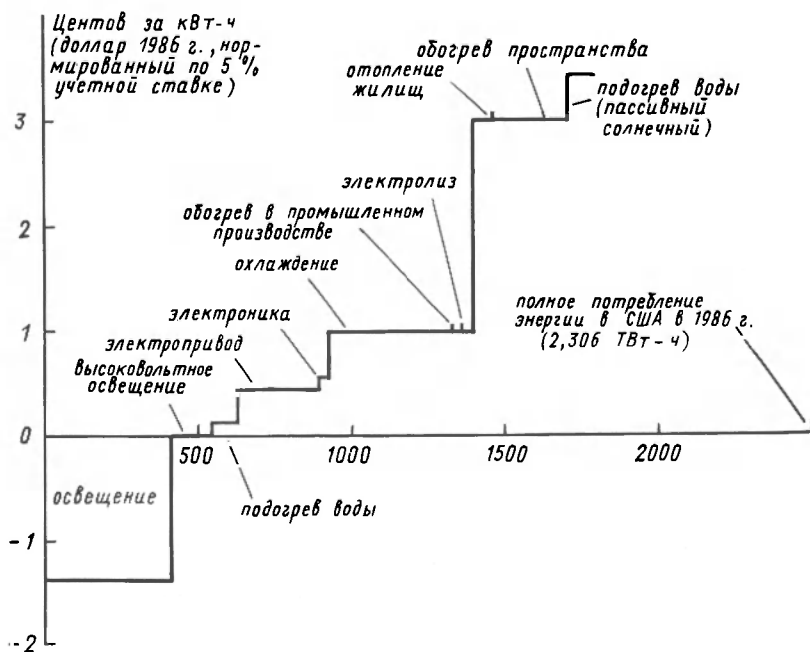 Центов за кВт-ч
(доллар 1986 г., нор-
мированный по 5 %
учетной ставке)
обогрев пространства
отопление
жилищ
подогрев воды
(пассивный
солнечный)
3
электролиз
обогрев в промышленном
производстве
2
охлаждение
полное потребление
энергии в США в 1986 г.
(2,306 ТВт-ч)
электроника
1
электропривод
высоковольтное
освещение
0
500
1000
1500
2000
освещение
подогрев воды
-1
-2